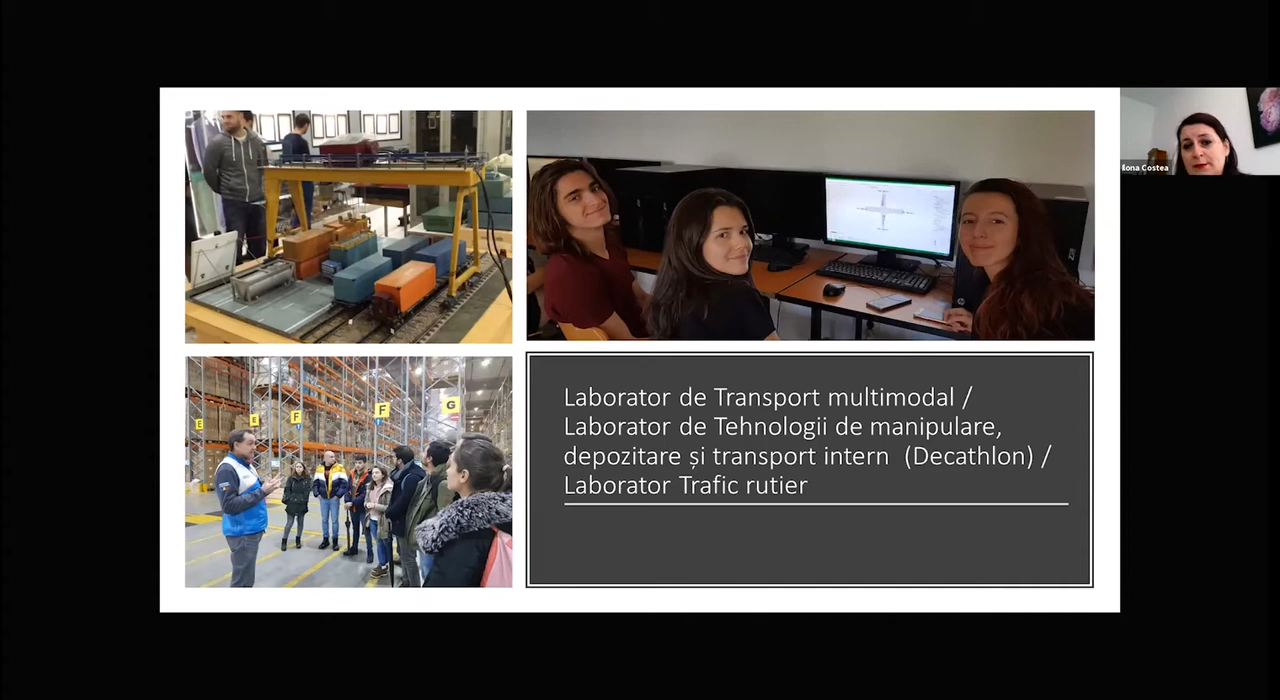 Ilona Costea
E
E
F
F
G
Laborator de Transport multimodal /
Laborator de Tehnologii de manipulare,
depozitare și transport intern (Decathlon) /
Laborator Trafic rutier